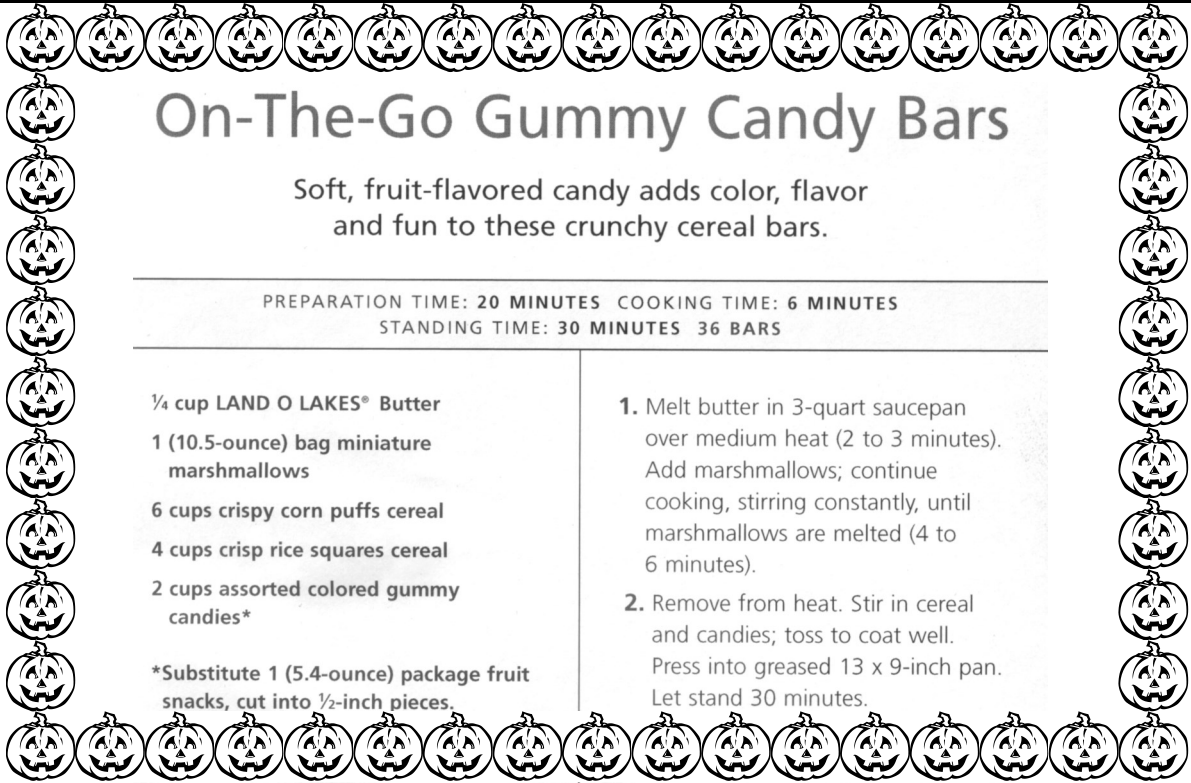 On-The-Go Gummy Candy Bars
Soft, fruit-flavored candy adds color, flavor
and fun to these crunchy cereal bars.
PREPARATION TIME: 20 MINUTES COOKING TIME: 6 MINUTES
STANDING TIME: 30 MINUTES 36 BARS
¼ cup LAND O LAKES® Butter
1 (10.5-ounce) bag miniature
marshmallows
6 cups crispy corn puffs cereal
4 cups crisp rice squares cereal
2 cups assorted colored gummy
candies*
*Substitute 1 (5.4-ounce) package fruit
snacks, cut into ½-inch pieces.
1. Melt butter in 3-quart saucepan
over medium heat (2 to 3 minutes).
Add marshmallows; continue
cooking, stirring constantly, until
marshmallows are melted (4 to
6 minutes).
2. Remove from heat. Stir in cereal
and candies; toss to coat well.
Press into greased 13 x 9-inch pan.
Let stand 30 minutes.